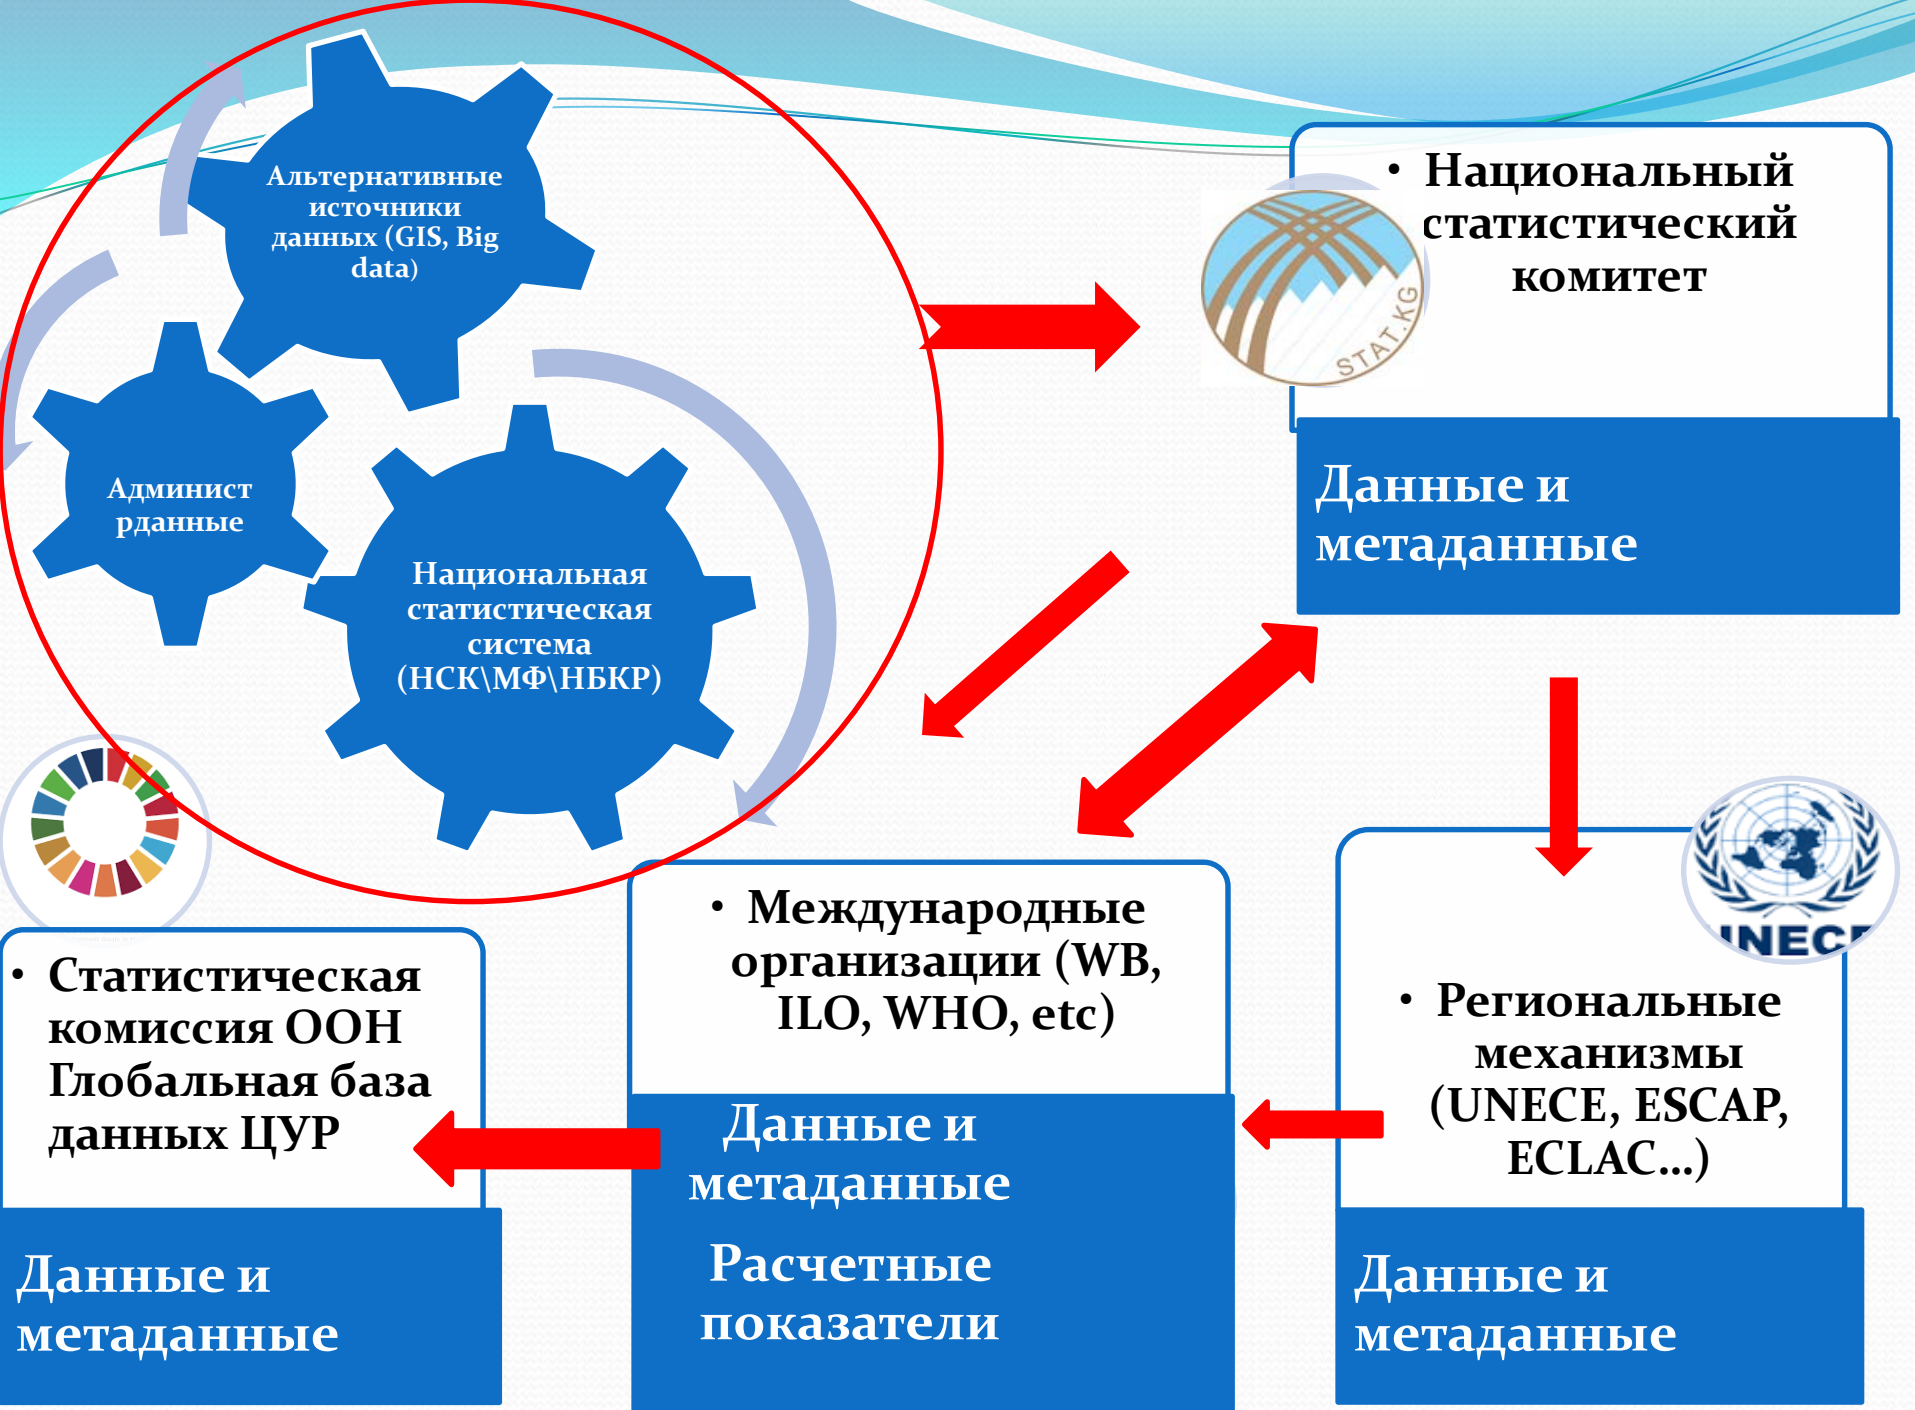 Альтернативные
источники
данных (GIS, Big
data)
Админист
рданные
Национальная
статистическая
система
(НСК\МФ\НБКР)
• Национальный
статистический
комитет
STAT.KG
Данные и
метаданные
• Статистическая
комиссия ООН
Глобальная база
данных ЦУР
Данные и
метаданные
• Международные
организации (WB,
ILO, WHO, etc)
Данные и
метаданные
Расчетные
показатели
UNECE
• Региональные
механизмы
(UNECE, ESCAP,
ECLAC...)
Данные и
метаданные